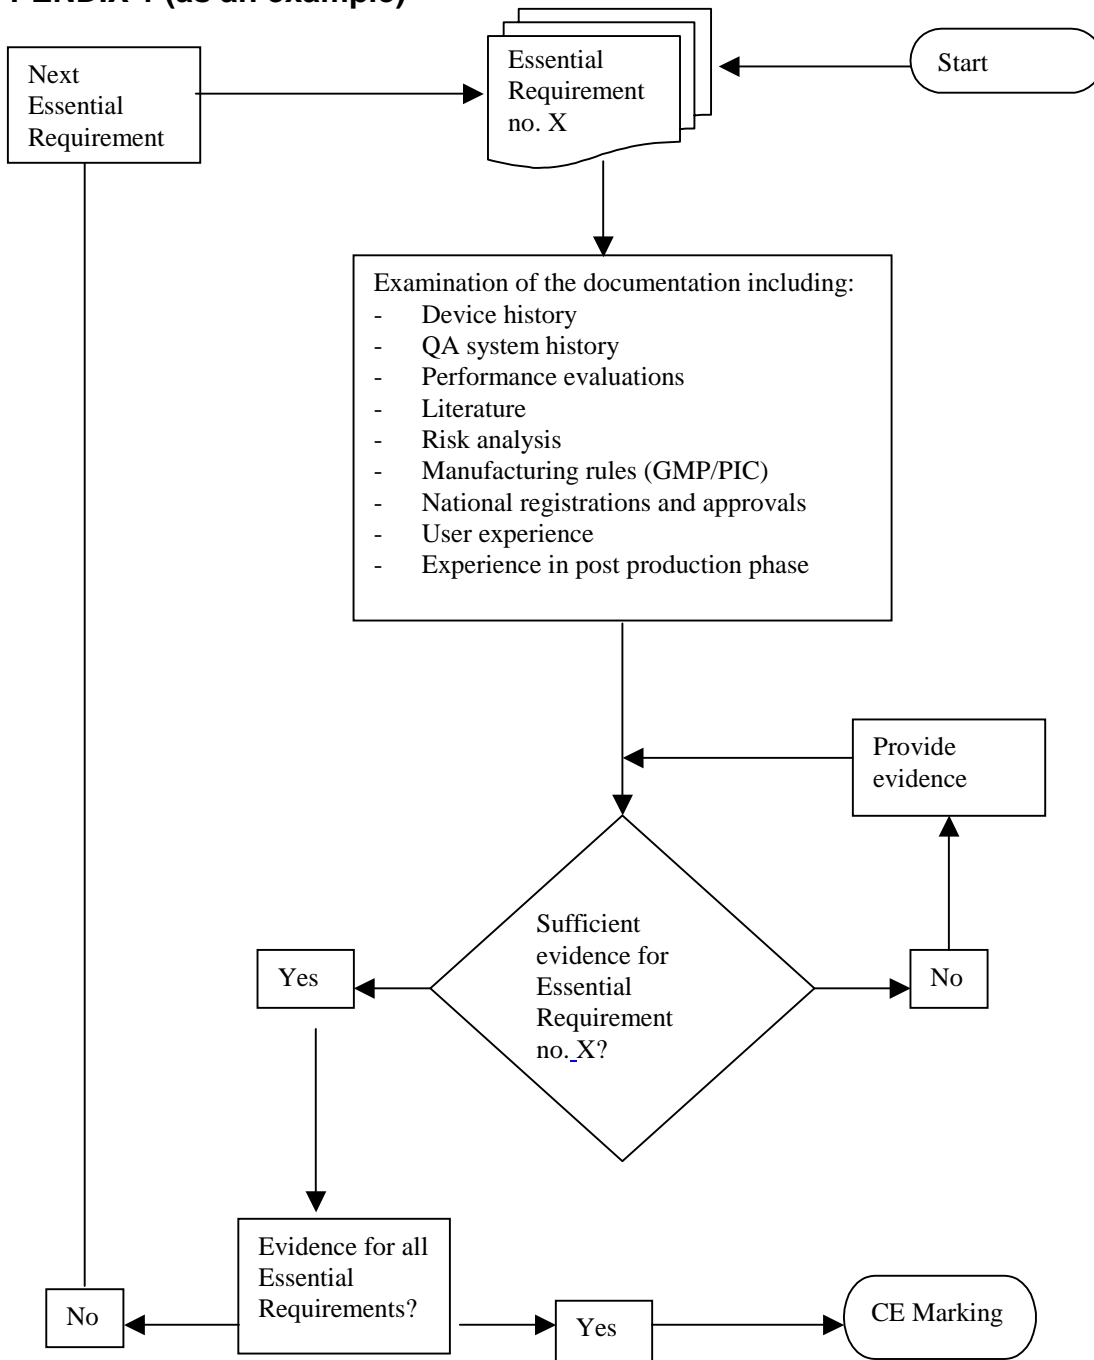 PENDIX 1 (as an example)
Next
Essential
Requirement
Essential
Requirement
no. X
Start
Examination of the documentation including:
- Device history
- QA system history
- Performance evaluations
- Literature
- Risk analysis
- Manufacturing rules (GMP/PIC)
- National registrations and approvals
- User experience
- Experience in post production phase
Provide
evidence
Sufficient
evidence for
Essential
Requirement
no. X?
Yes
No
Evidence for all
Essential
Requirements?
No
Yes
CE Marking